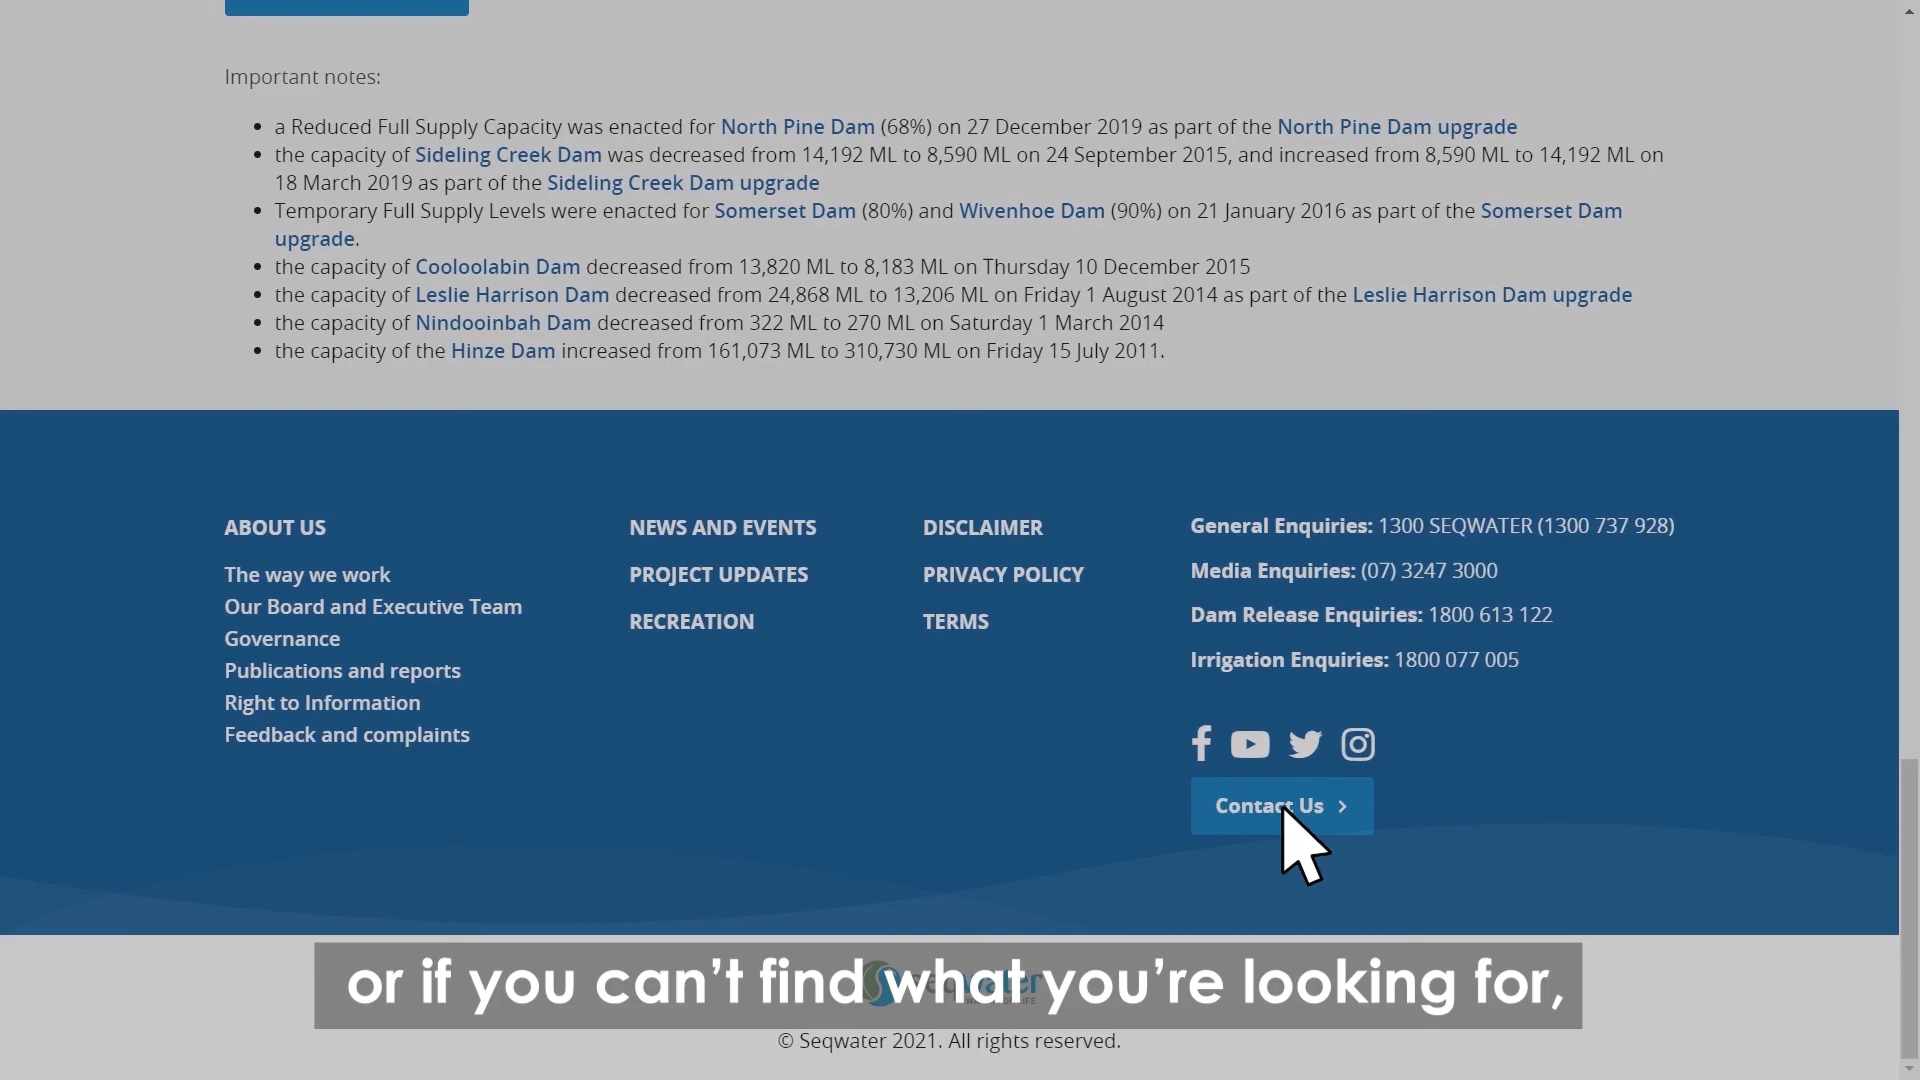 Important notes:
• a Reduced Full Supply Capacity was enacted for North Pine Dam (68%) on 27 December 2019 as part of the North Pine Dam upgrade
• the capacity of Sideling Creek Dam was decreased from 14,192 ML to 8,590 ML on 24 September 2015, and increased from 8,590 ML to 14,192 ML on
18 March 2019 as part of the Sideling Creek Dam upgrade
• Temporary Full Supply Levels were enacted for Somerset Dam (80%) and Wivenhoe Dam (90%) on 21 January 2016 as part of the Somerset Dam
upgrade.
• the capacity of Cooloolabin Dam decreased from 13,820 ML to 8,183 ML on Thursday 10 December 2015
• the capacity of Leslie Harrison Dam decreased from 24,868 ML to 13,206 ML on Friday 1 August 2014 as part of the Leslie Harrison Dam upgrade
• the capacity of Nindooinbah Dam decreased from 322 ML to 270 ML on Saturday 1 March 2014
• the capacity of the Hinze Dam increased from 161,073 ML to 310,730 ML on Friday 15 July 2011.
ABOUT US
The way we work
Our Board and Executive Team
Governance
Publications and reports
Right to Information
Feedback and complaints
NEWS AND EVENTS
PROJECT UPDATES
RECREATION
DISCLAIMER
PRIVACY POLICY
TERMS
General Enquiries: 1300 SEQWATER (1300 737 928)
Media Enquiries: (07) 3247 3000
Dam Release Enquiries: 1800 613 122
Irrigation Enquiries: 1800 077 005
Contact Us
or if you can't find what you're looking for,
© Seqwater 2021. All rights reserved.